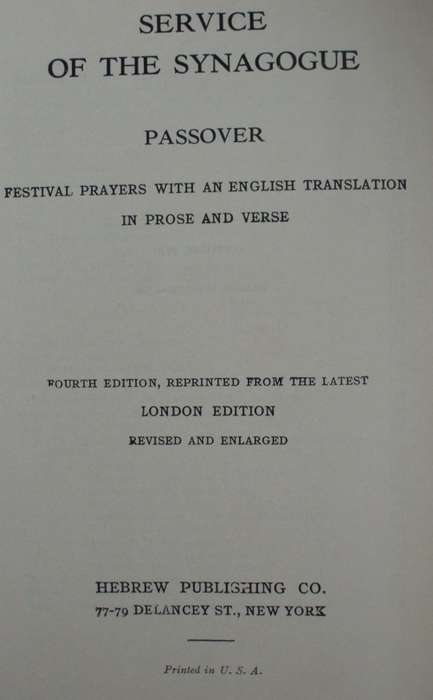 SERVICE
OF THE SYNAGOGUE
PASSOVER
FESTIVAL PRAYERS WITH AN ENGLISH TRANSLATION
IN PROSE AND VERSE
FOURTH EDITION, REPRINTED FROM THE LATEST
LONDON EDITION
REVISED AND ENLARGED
HEBREW PUBLISHING CO.
77-79 DELANCEY ST., NEW YORK
Printed in U. S. A.